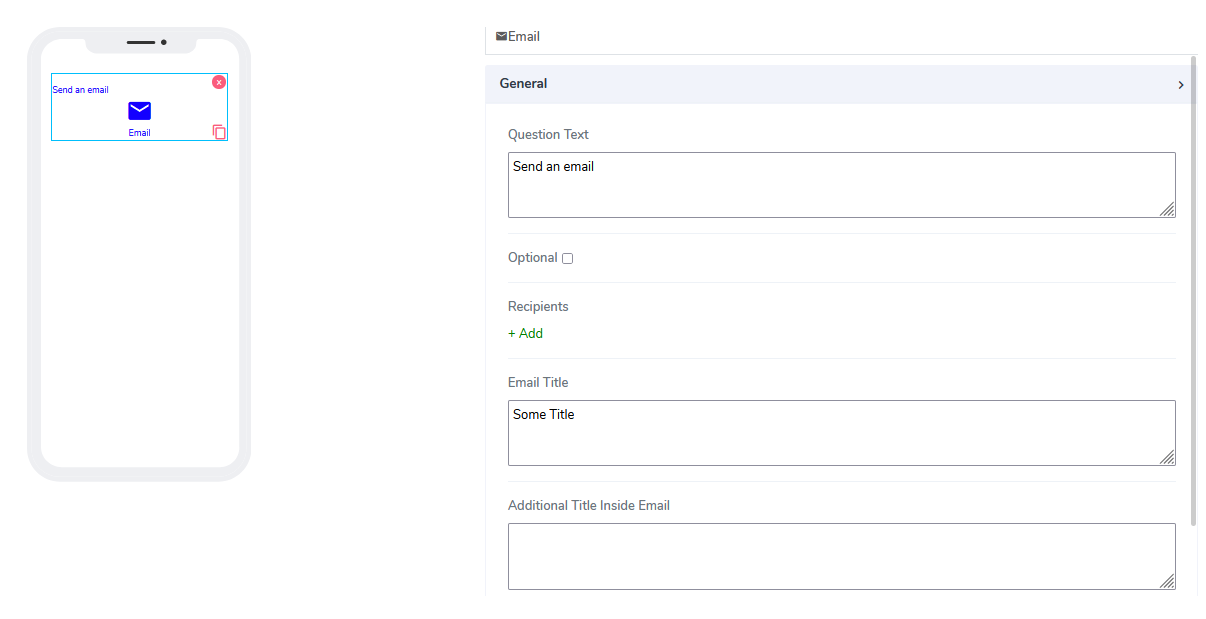 Send an email
Email
Email
General
Question Text
Send an email
Optional
Recipients
+ Add
Email Title
Some Title
Additional Title Inside Email